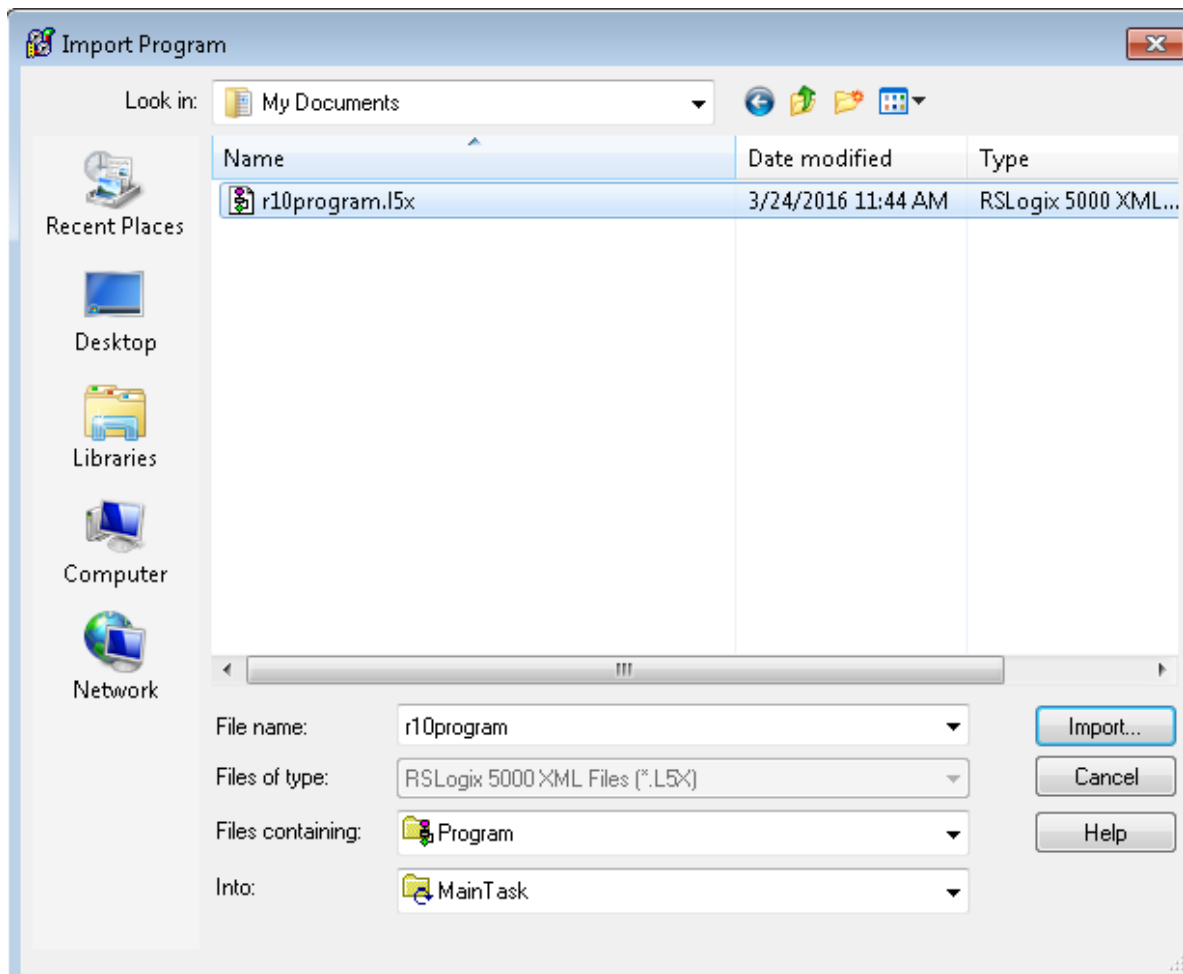 Import Program
Look in: My Documents
Name Date modified Type
r10program.l5x 3/24/2016 11:44 AM RSLogix 5000 XML...
Recent Places
Desktop
Libraries
Computer
Network
File name: r10program Import...
Files of type: RSLogix 5000 XML Files (*.L5X) Cancel
Files containing: Program Help
Into: MainTask